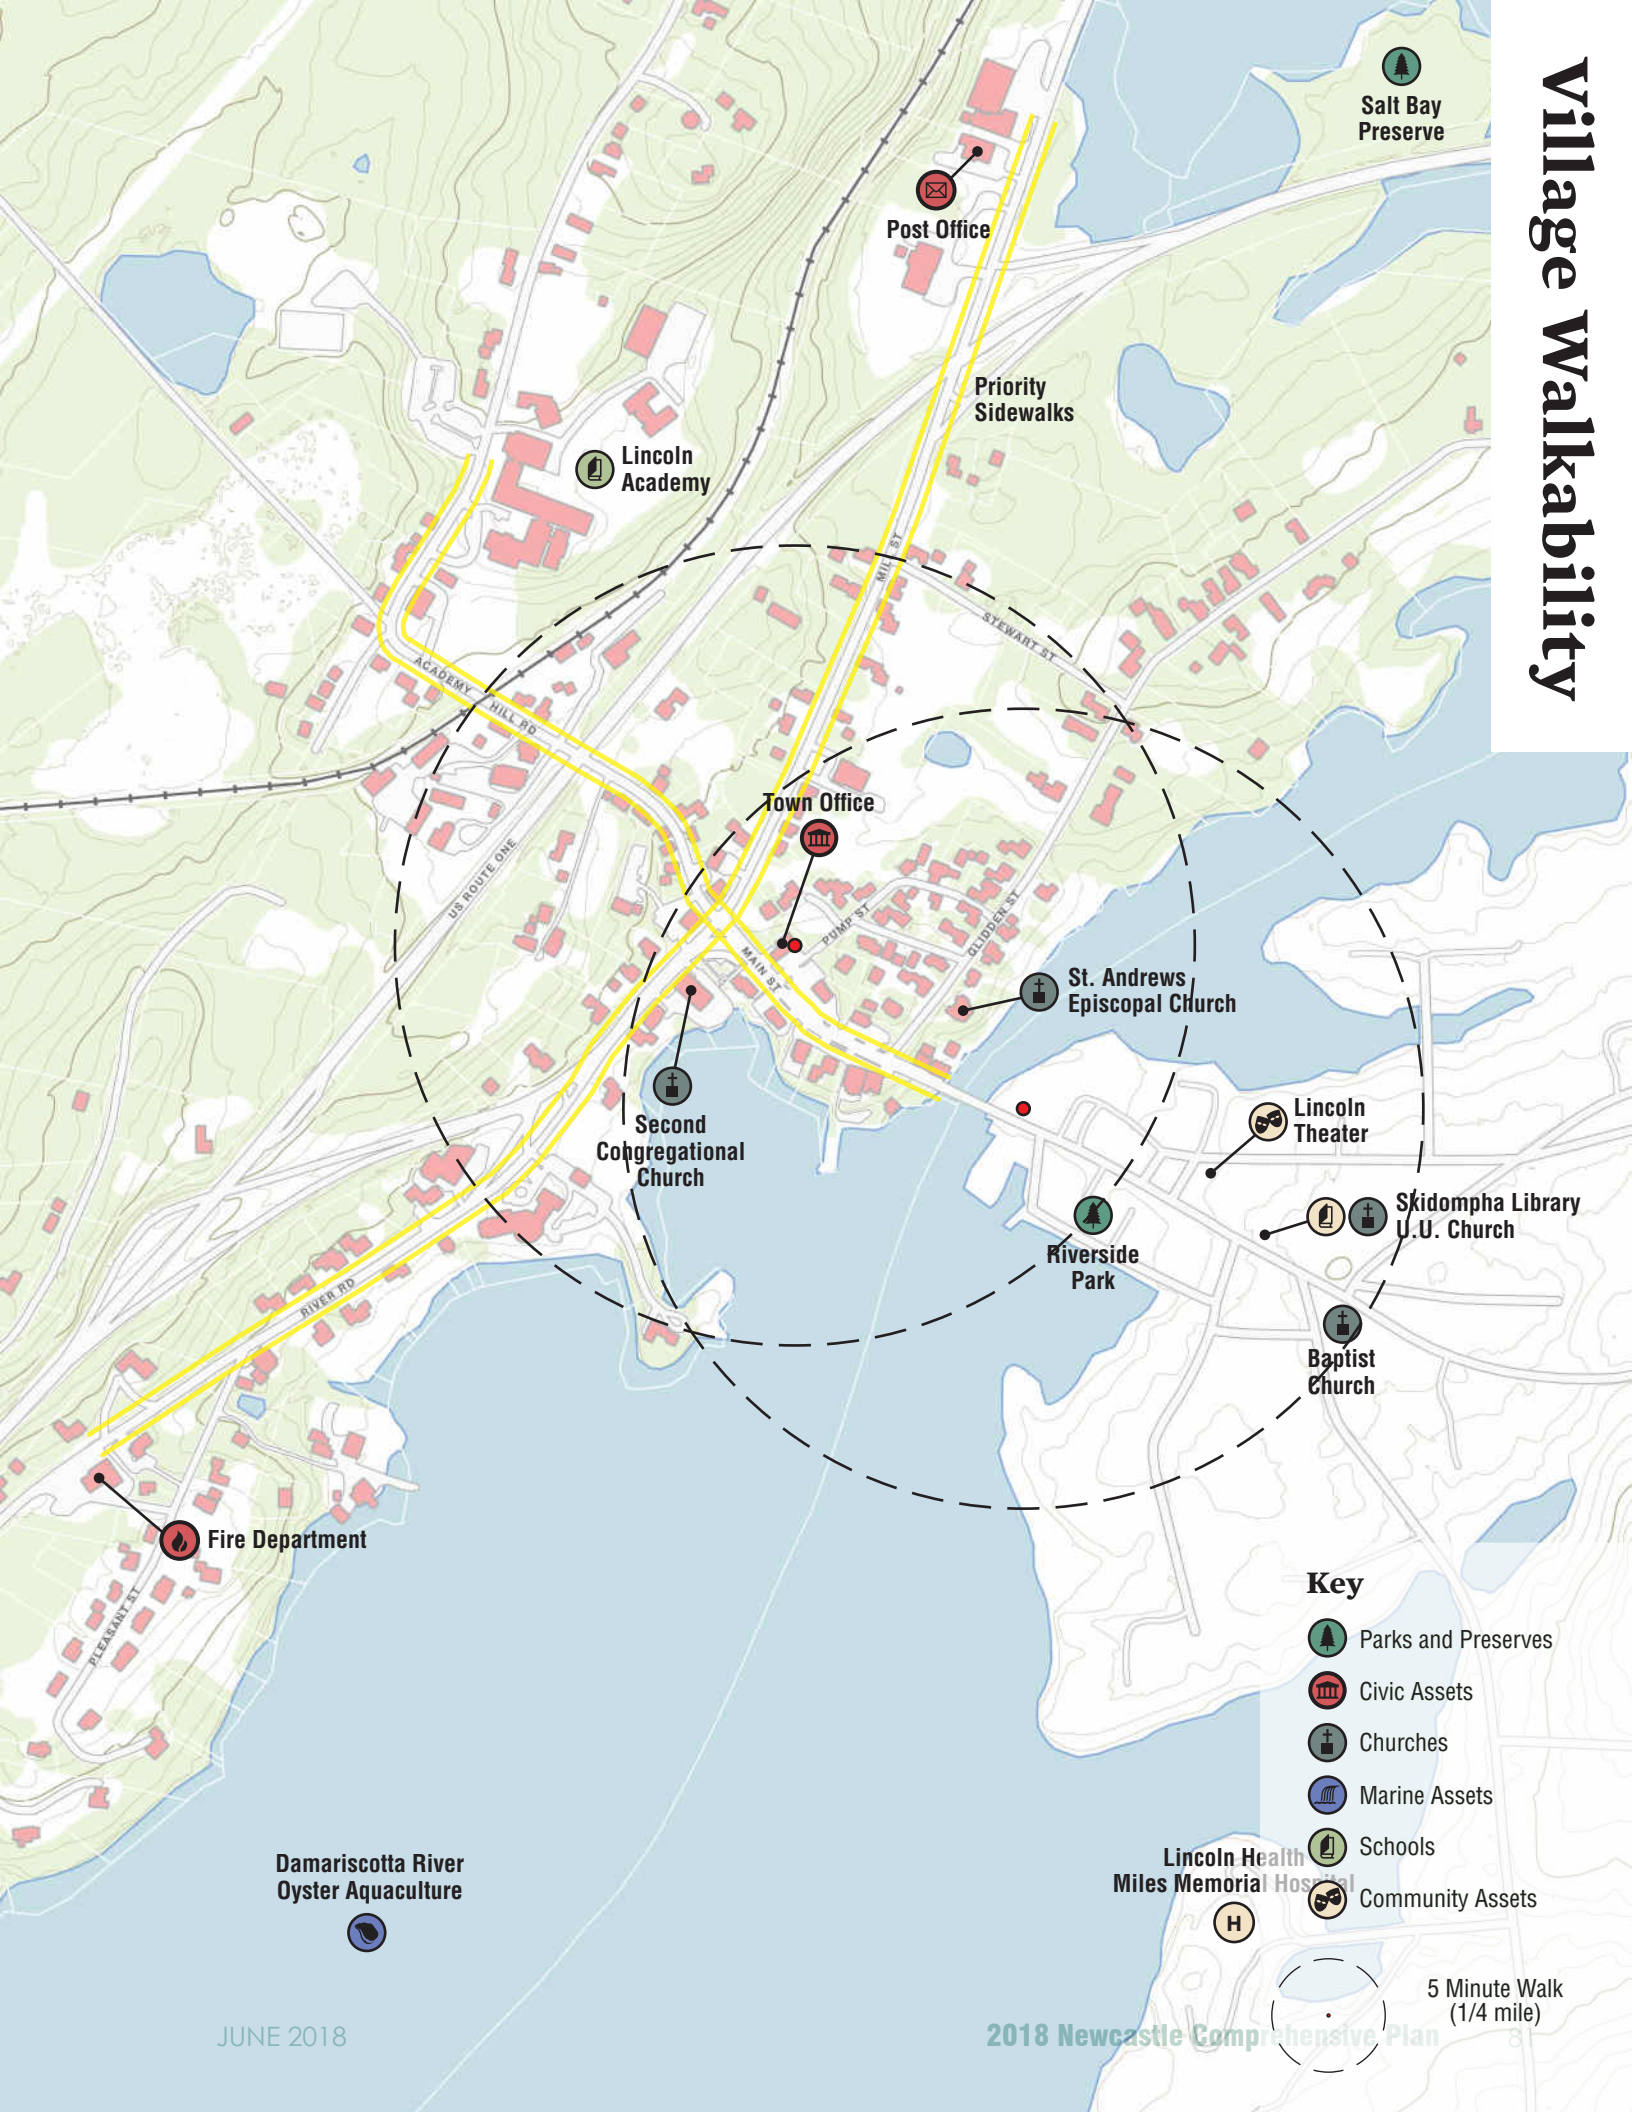 Village Walkability
Salt Bay
Preserve
Post Office
Priority
Sidewalks
Lincoln
Academy
MILL ST
STEWART ST
ACADEMY
HILL RD
Town Office
US ROUTE ONE
PUMP ST
GLIDDEN ST
MAIN ST
St. Andrews
Episcopal Church
Second
Congregational
Church
Lincoln
Theater
Skidompha Library
U.U. Church
Riverside
Park
RIVER RD
Baptist
Church
Fire Department
PLEASANT ST
Key
Parks and Preserves
Civic Assets
Churches
Marine Assets
Schools
Community Assets
5 Minute Walk
(1/4 mile)
Damariscotta River
Oyster Aquaculture
Lincoln Health
Miles Memorial Hospital
H
JUNE 2018
2018 Newcastle Comprehensive Plan